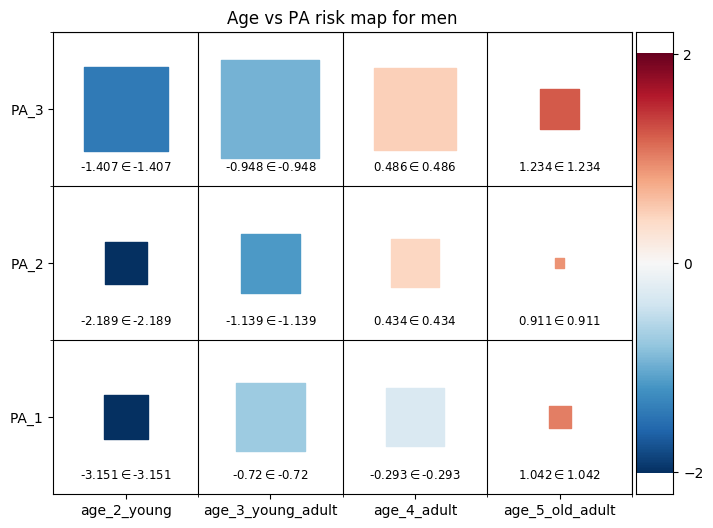 Age vs PA risk map for men
PA_3
-1.407∈-1.407
-0.948∈-0.948
0.486∈0.486
1.234∈1.234
PA_2
-2.189∈-2.189
-1.139∈-1.139
0.434∈0.434
0.911∈0.911
PA_1
-3.151∈-3.151
-0.72∈-0.72
-0.293∈-0.293
1.042∈1.042
age_2_young
age_3_young_adult
age_4_adult
age_5_old_adult
2
0
−2